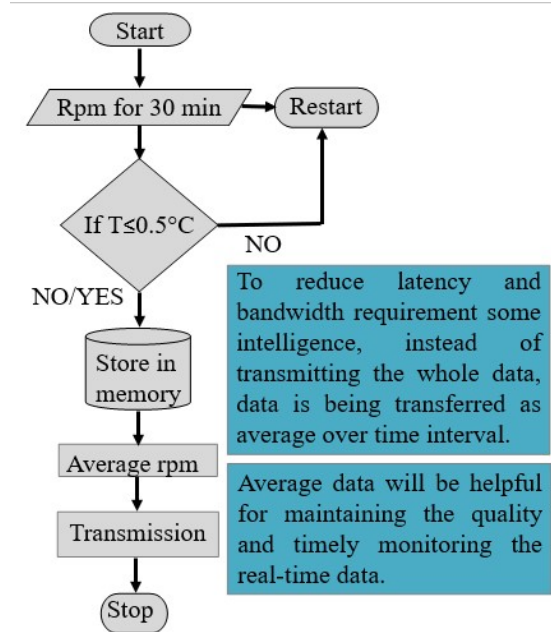 Start
Rpm for 30 min
Restart
If T≤0.5°C
NO
NO/YES
Store in
memory
Average rpm
Transmission
Stop
To reduce latency and
bandwidth requirement some
intelligence, instead of
transmitting the whole data,
data is being transferred as
average over time interval.
Average data will be helpful
for maintaining the quality
and timely monitoring the
real-time data.